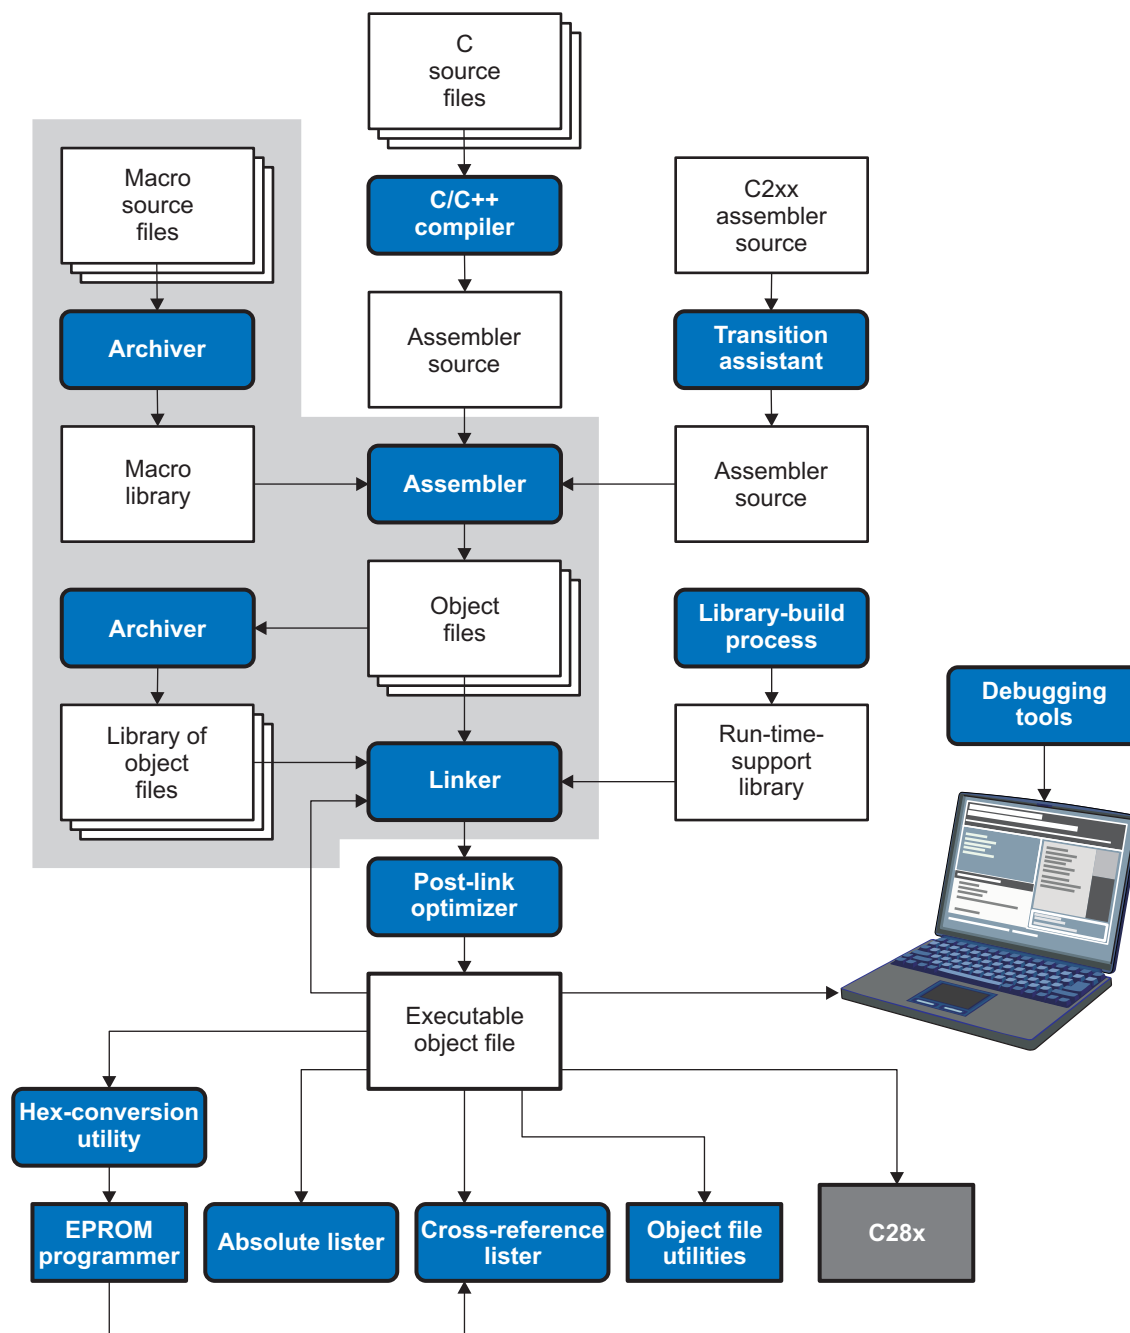 C
source
files
Macro
source
files
C/C++
compiler
C2xx
assembler
source
Archiver
Assembler
source
Transition
assistant
Macro
library
Assembler
Assembler
source
Archiver
Object
files
Library-build
process
Debugging
tools
Library of
object
files
Linker
Run-time-
support
library
Post-link
optimizer
Executable
object file
Hex-conversion
utility
EPROM
programmer
Absolute lister
Cross-reference
lister
Object file
utilities
C28x